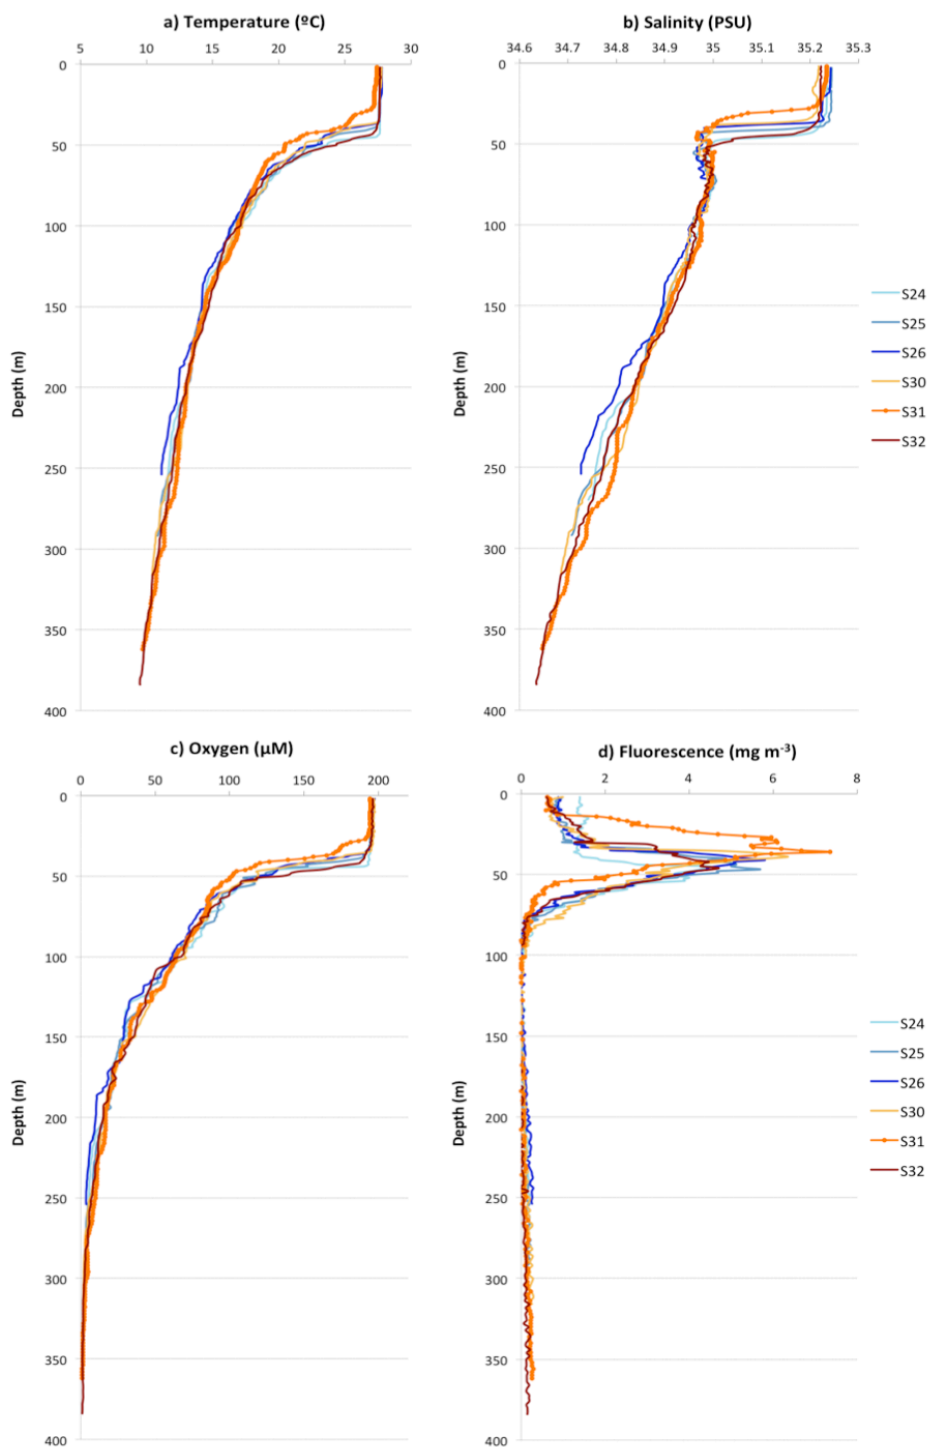 a) Temperature (ºC)
5 10 15 20 25 30
0
50
100
150
200
250
300
350
400
Depth (m)
b) Salinity (PSU)
34.6 34.7 34.8 34.9 35 35.1 35.2 35.3
0
50
100
150
200
250
300
350
400
Depth (m)
S24
S25
S26
S30
S31
S32
c) Oxygen (µM)
0 50 100 150 200
0
50
100
150
200
250
300
350
400
Depth (m)
d) Fluorescence (mg m-3)
0 2 4 6 8
0
50
100
150
200
250
300
350
400
Depth (m)
S24
S25
S26
S30
S31
S32